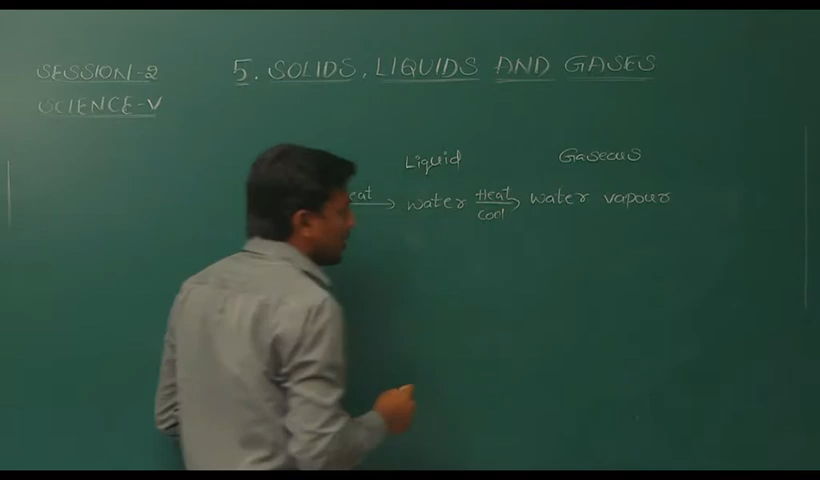 SESSION-2
SCIENCE-V
5. SOLIDS, LIQUIDS AND GASES
Liquid Gaseous
eat water Heat cool water vapour